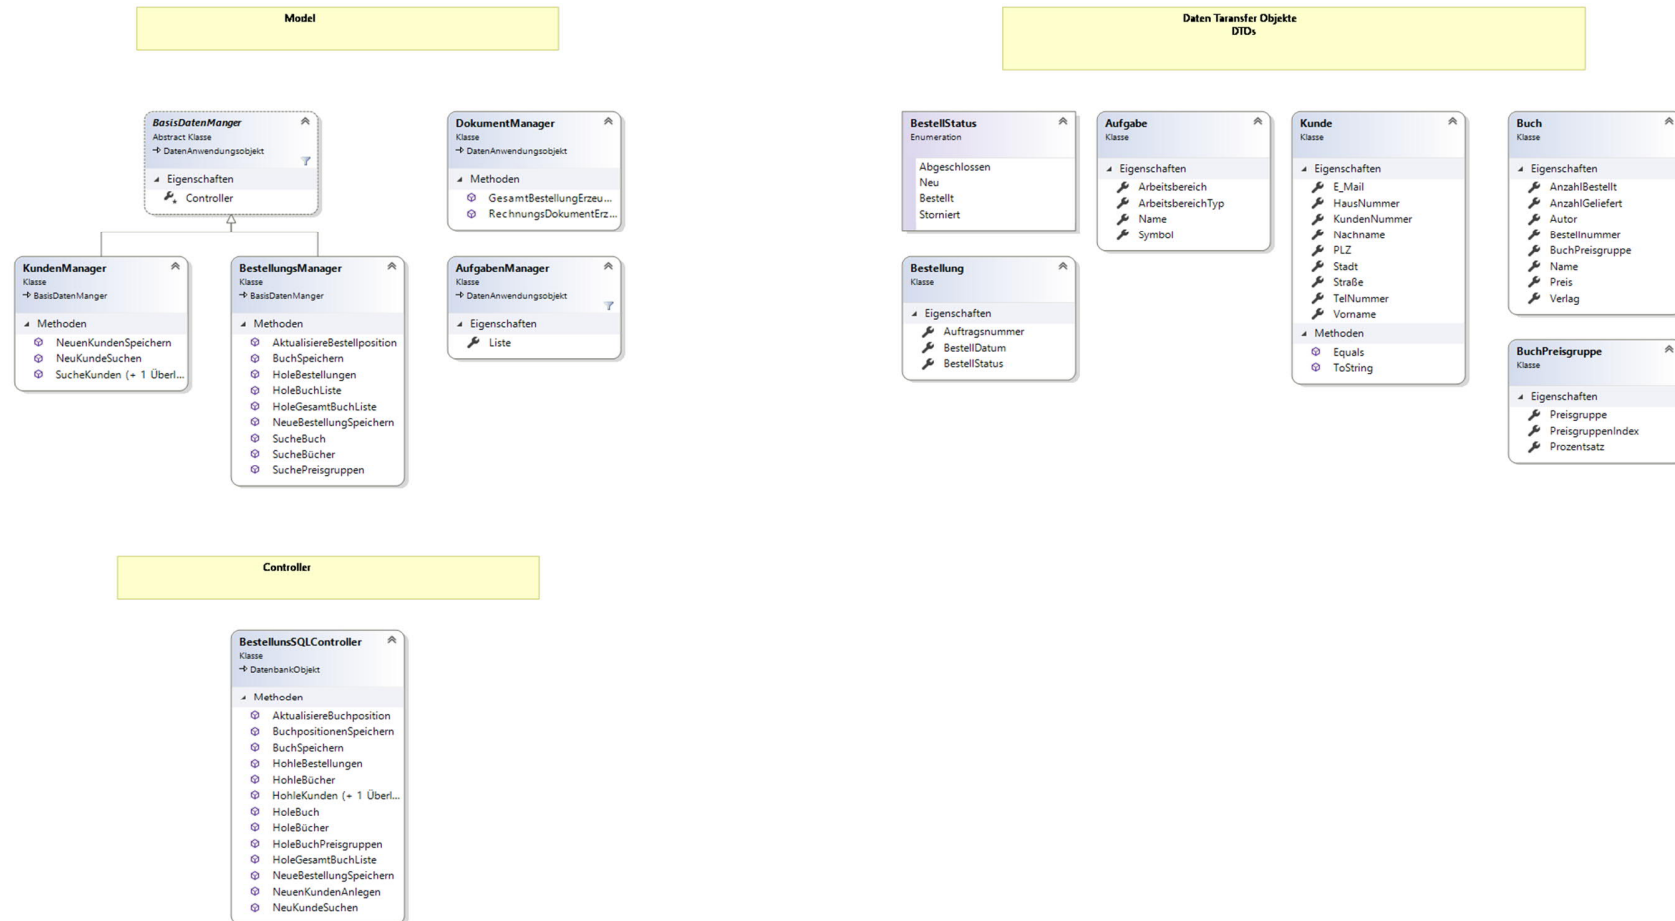 Model
BasisDatenManger
Abstract Klasse
DatenAnwendungsobjekt
Eigenschaften
Controller
DokumentManager
Klasse
DatenAnwendungsobjekt
Methoden
GesamtBestellungErzeu...
RechnungsDokumentErz...
KundenManager
Klasse
BasisDatenManger
Methoden
NeuenKundenSpeichern
NeuKundeSuchen
SucheKunden (+ 1 Überl...
BestellungsManager
Klasse
BasisDatenManger
Methoden
AktualisiereBestellposition
BuchSpeichern
HoleBestellungen
HoleBuchListe
HoleGesamtBuchListe
NeueBestellungSpeichern
SucheBuch
SucheBücher
SuchePreisgruppen
AufgabenManager
Klasse
DatenAnwendungsobjekt
Eigenschaften
Liste
Controller
BestellunsSQLController
Klasse
DatenbankObjekt
Methoden
AktualisiereBuchposition
BuchpositionenSpeichern
BuchSpeichern
HohleBestellungen
HohleBücher
HohleKunden (+ 1 Überl...
HoleBuch
HoleBücher
HoleBuchPreisgruppen
HoleGesamtBuchListe
NeueBestellungSpeichern
NeuenKundenAnlegen
NeuKundeSuchen
Daten Taransfer Objekte
DTOs
BestellStatus
Enumeration
Abgeschlossen
Neu
Bestellt
Storniert
Bestellung
Klasse
Eigenschaften
Auftragsnummer
BestellDatum
BestellStatus
Aufgabe
Klasse
Eigenschaften
Arbeitsbereich
ArbeitsbereichTyp
Name
Symbol
Kunde
Klasse
Eigenschaften
E_Mail
HausNummer
KundenNummer
Nachname
PLZ
Stadt
Straße
TelNummer
Vorname
Methoden
Equals
ToString
Buch
Klasse
Eigenschaften
AnzahlBestellt
AnzahlGeliefert
Autor
Bestellnummer
BuchPreisgruppe
Name
Preis
Verlag
BuchPreisgruppe
Klasse
Eigenschaften
Preisgruppe
PreisgruppenIndex
Prozentsatz